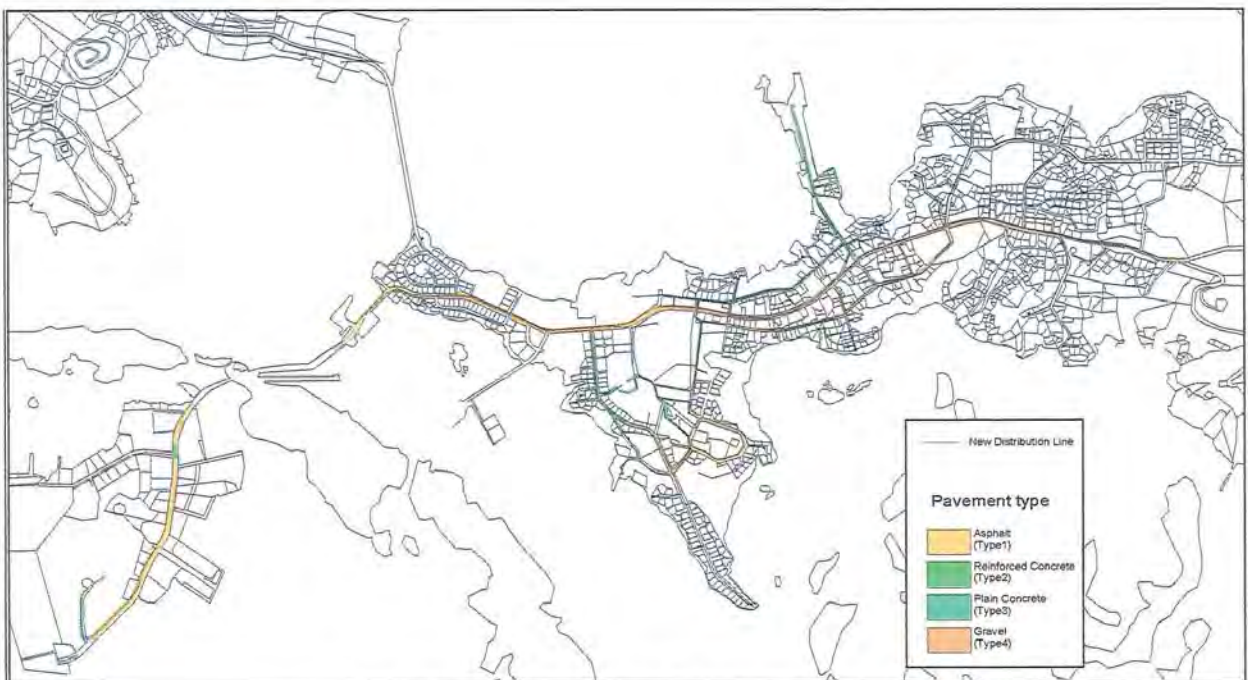 New Distribution Line
Pavement type
Asphalt
(Type1)
Reinforced Concrete
(Type2)
Plain Concrete
(Type3)
Gravel
(Type4)